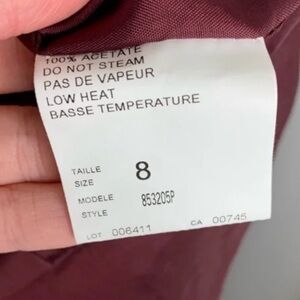 100% ACETATE
DO NOT STEAM
PAS DE VAPEUR
LOW HEAT
BASSE TEMPERATURE
TAILLE
SIZE 8
MODELE
STYLE 853205P
LOT 006411 CA 00745